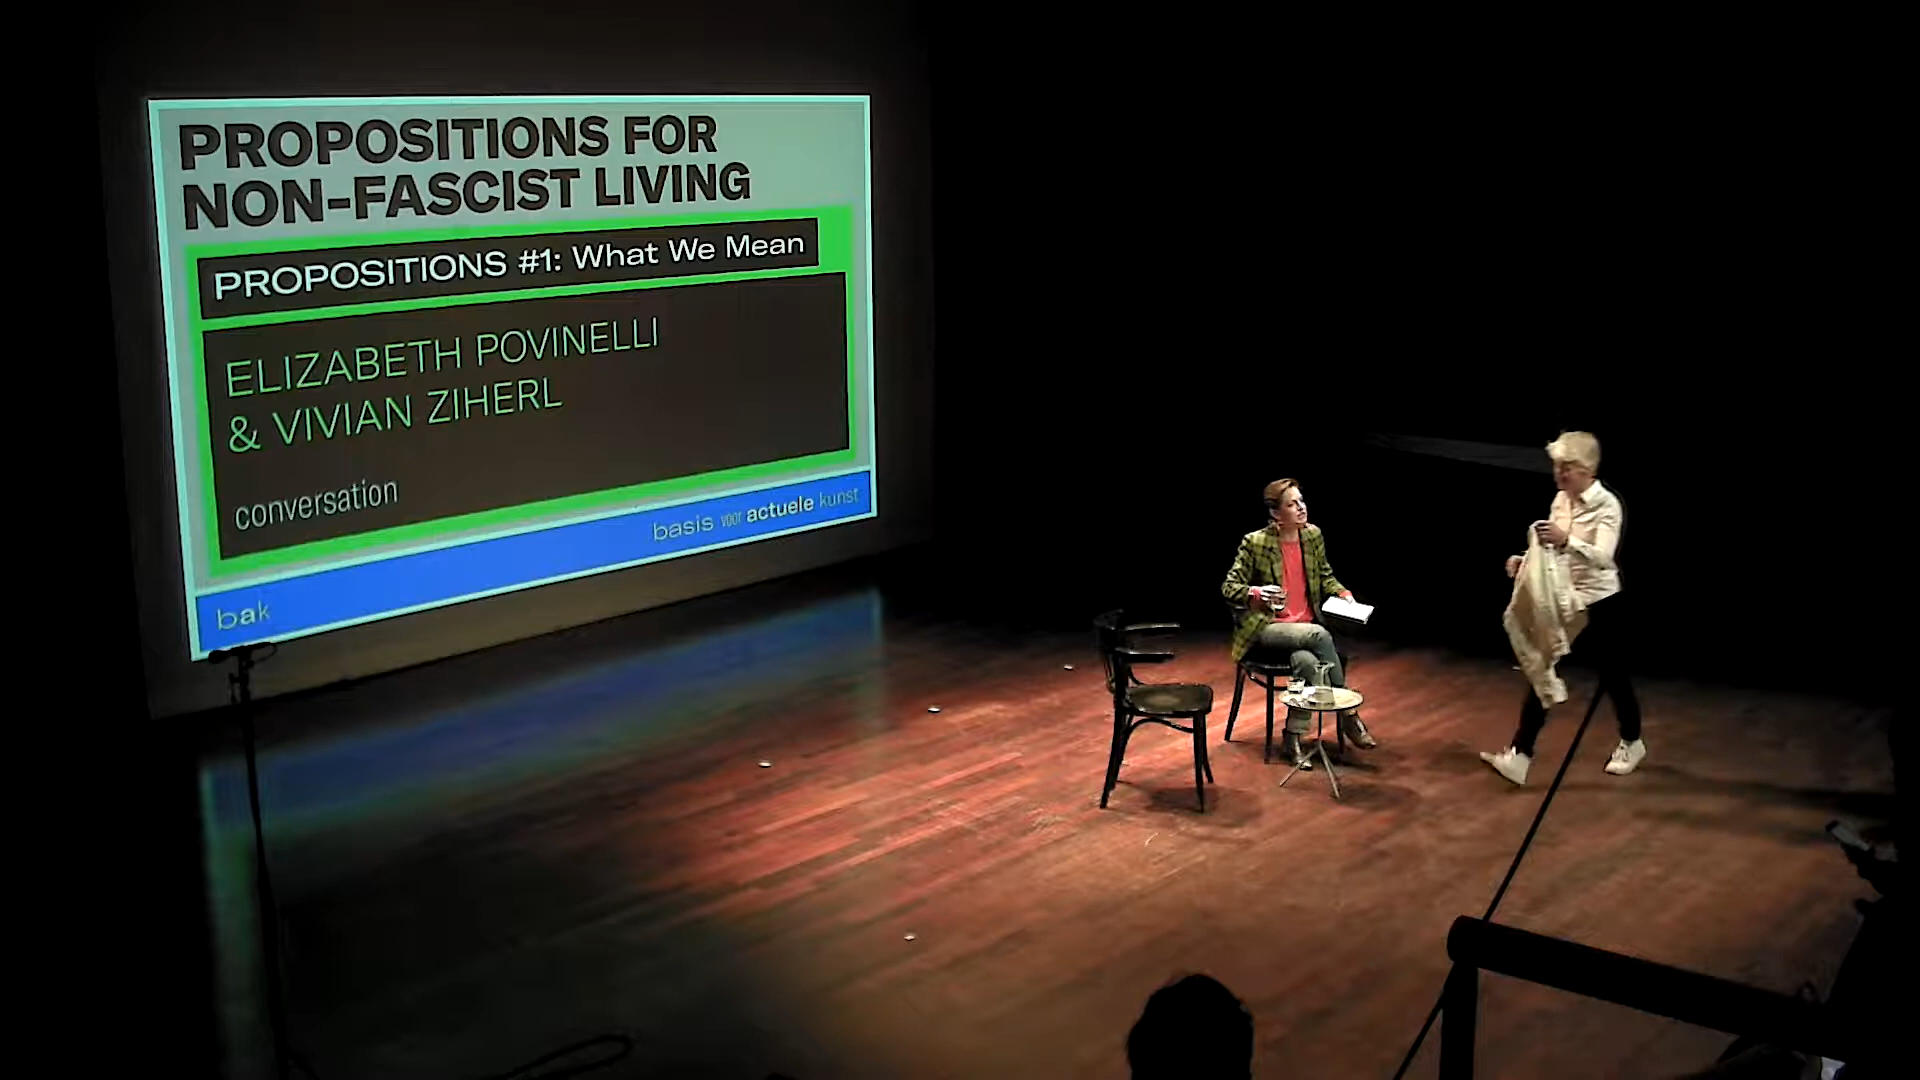 PROPOSITIONS FOR
NON-FASCIST LIVING
PROPOSITIONS #1: What We Mean
ELIZABETH POVINELLI
& VIVIAN ZIHERL
conversation
basis voor actuele kunst
bak